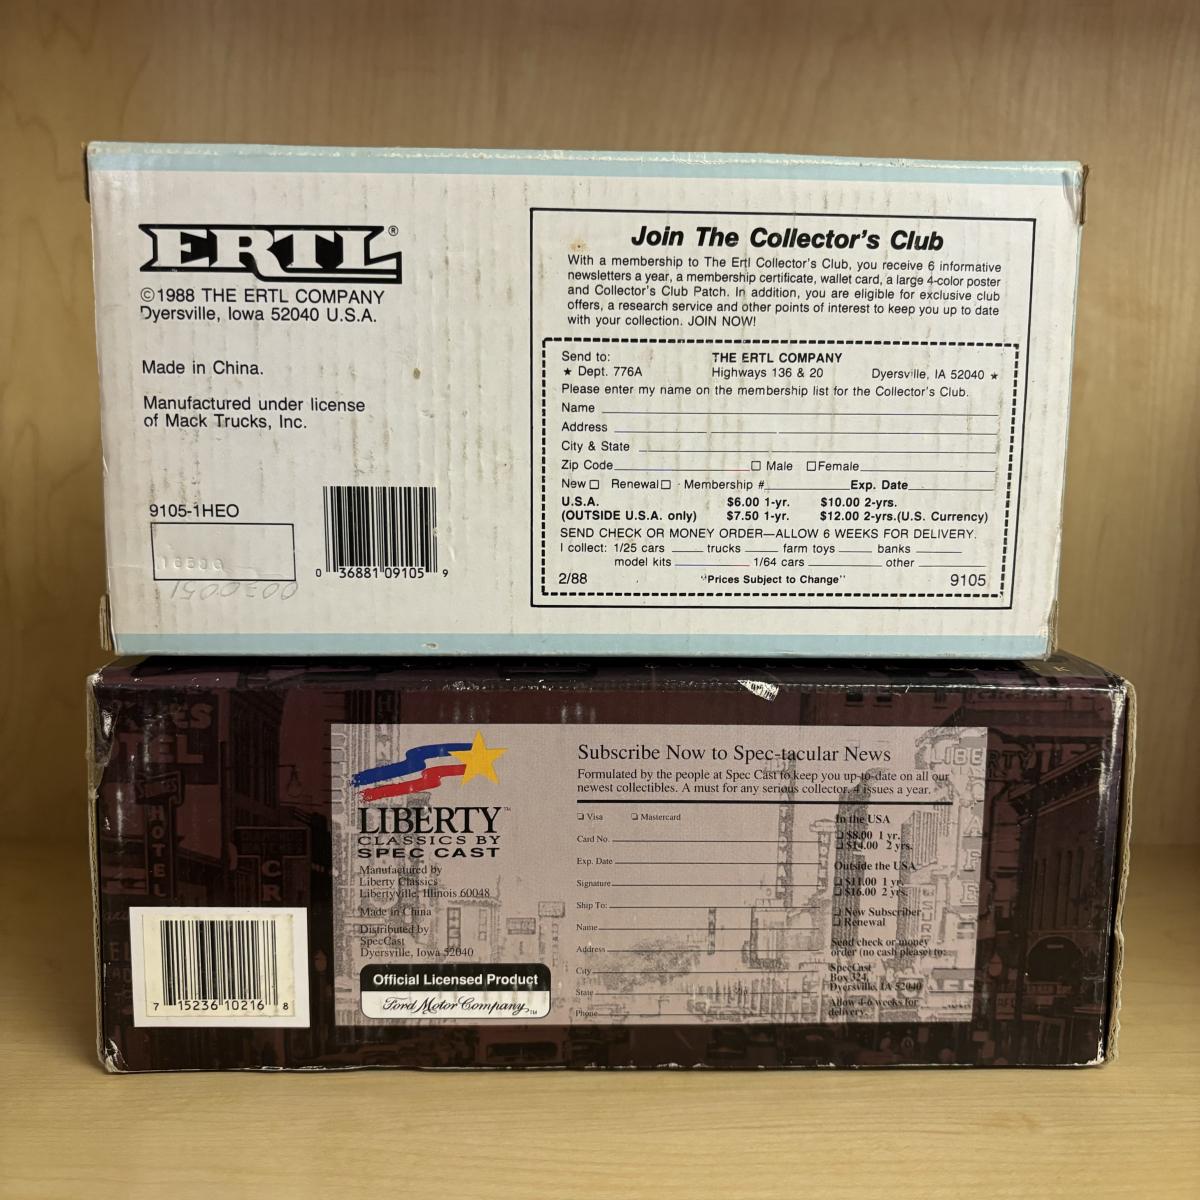 ERTL®
©1988 THE ERTL COMPANY
Dyersville, Iowa 52040 U.S.A.
Made in China.
Manufactured under license
of Mack Trucks, Inc.
9105-1HEO
0 36881 09105 9
Join The Collector's Club
With a membership to The Ertl Collector's Club, you receive 6 informative
newsletters a year, a membership certificate, wallet card, a large 4-color poster
and Collector's Club Patch. In addition, you are eligible for exclusive club
offers, a research service and other points of interest to keep you up to date
with your collection. JOIN NOW!
Send to: THE ERTL COMPANY
★ Dept. 776A Highways 136 & 20 Dyersville, IA 52040 ★
Please enter my name on the membership list for the Collector's Club.
Name
Address
City & State
Zip Code ☐ Male ☐Female
New☐ Renewal☐ Membership # Exp. Date
U.S.A. $6.00 1-yr. $10.00 2-yrs.
(OUTSIDE U.S.A. only) $7.50 1-yr. $12.00 2-yrs.(U.S. Currency)
SEND CHECK OR MONEY ORDER—ALLOW 6 WEEKS FOR DELIVERY.
I collect: 1/25 cars trucks farm toys banks
model kits 1/64 cars other
2/88 "Prices Subject to Change" 9105
LIBERTY™
CLASSICS BY
SPEC CAST
Manufactured by
Liberty Classics
Libertyville, Illinois 60048
Made in China
Distributed by
SpecCast
Dyersville, Iowa 52040
Official Licensed Product
Ford Motor Company™
7 15236 10216 8
Subscribe Now to Spec-tacular News
Formulated by the people at Spec Cast to keep you up-to-date on all our
newest collectibles. A must for any serious collector. 4 issues a year.
☐ Visa ☐ Mastercard
Card No.
Exp. Date
Signature
Ship To:
Name
Address
City
State
Phone
In the USA
☐ $8.00 1 yr.
☐ $14.00 2 yrs.
Outside the USA
☐ $11.00 1 yr.
☐ $16.00 2 yrs.
☐ New Subscriber
☐ Renewal
Send check or money
order (no cash please) to:
SpecCast
Box 324,
Dyersville, IA 52040
Allow 4-6 weeks for
delivery.
LIBERTY
HOTEL